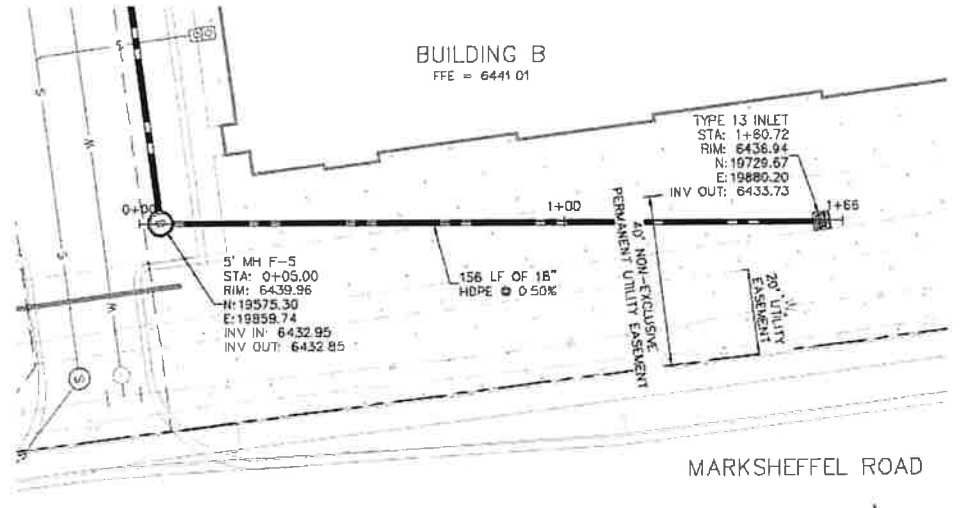 BUILDING B
FFE = 6441 01
TYPE 13 INLET
STA: 1+60.72
RIM: 6436.94
N: 19729.67
E: 19880.20
INV OUT: 6433.73
0+00
1+00
1+66
5' MH F-5
STA: 0+05.00
RIM: 6439.96
N: 19575.30
E: 19859.74
INV IN: 6432.95
INV OUT: 6432 85
156 LF OF 18"
HDPE @ 0 50%
40' NON-EXCLUSIVE
PERMANENT UTILITY EASEMENT
20' UTILITY
EASEMENT
S
S
W
S
W
S
MARKSHEFFEL ROAD